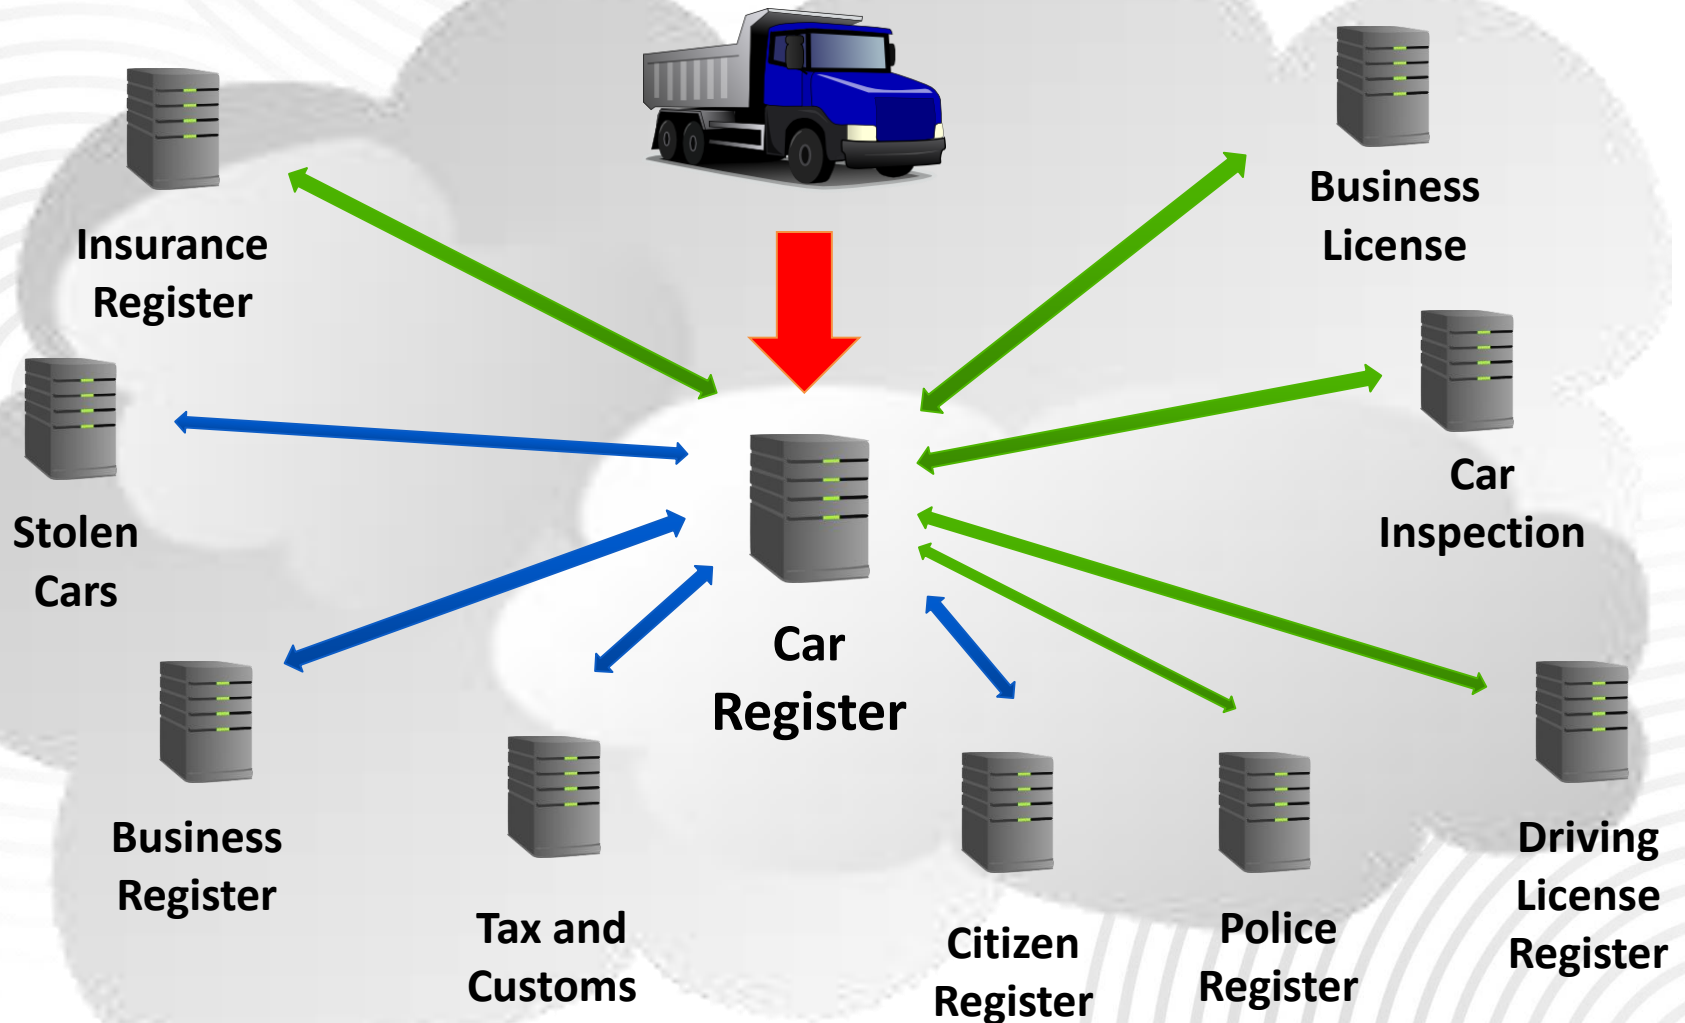 Business
License
Insurance
Register
Car
Inspection
Stolen
Cars
Car
Register
Business
Register
Tax and
Customs
Citizen
Register
Police
Register
Driving
License
Register